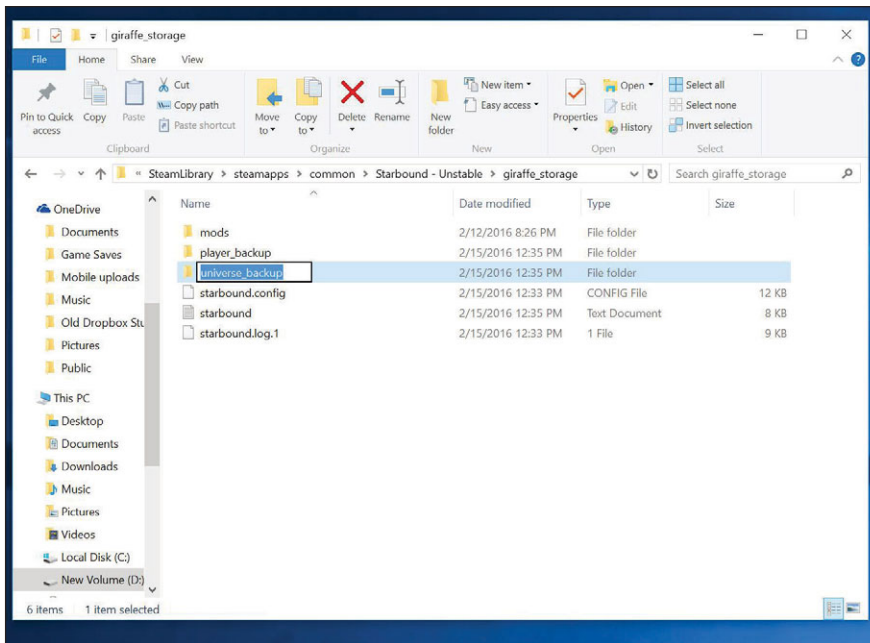 giraffe_storage
File Home Share View
Pin to Quick access
Copy
Paste
Cut
Copy path
Paste shortcut
Clipboard
Move to
Copy to
Delete
Rename
Organize
New folder
New item
Easy access
New
Properties
Open
Edit
History
Open
Select all
Select none
Invert selection
Select
« SteamLibrary > steamapps > common > Starbound - Unstable > giraffe_storage
Search giraffe_storage
OneDrive
Documents
Game Saves
Mobile uploads
Music
Old Dropbox Stu
Pictures
Public
This PC
Desktop
Documents
Downloads
Music
Pictures
Videos
Local Disk (C:)
New Volume (D:)
Name Date modified Type Size
mods 2/12/2016 8:26 PM File folder
player_backup 2/15/2016 12:35 PM File folder
universe_backup 2/15/2016 12:35 PM File folder
starbound.config 2/15/2016 12:33 PM CONFIG File 12 KB
starbound 2/15/2016 12:35 PM Text Document 8 KB
starbound.log.1 2/15/2016 12:33 PM 1 File 9 KB
6 items 1 item selected